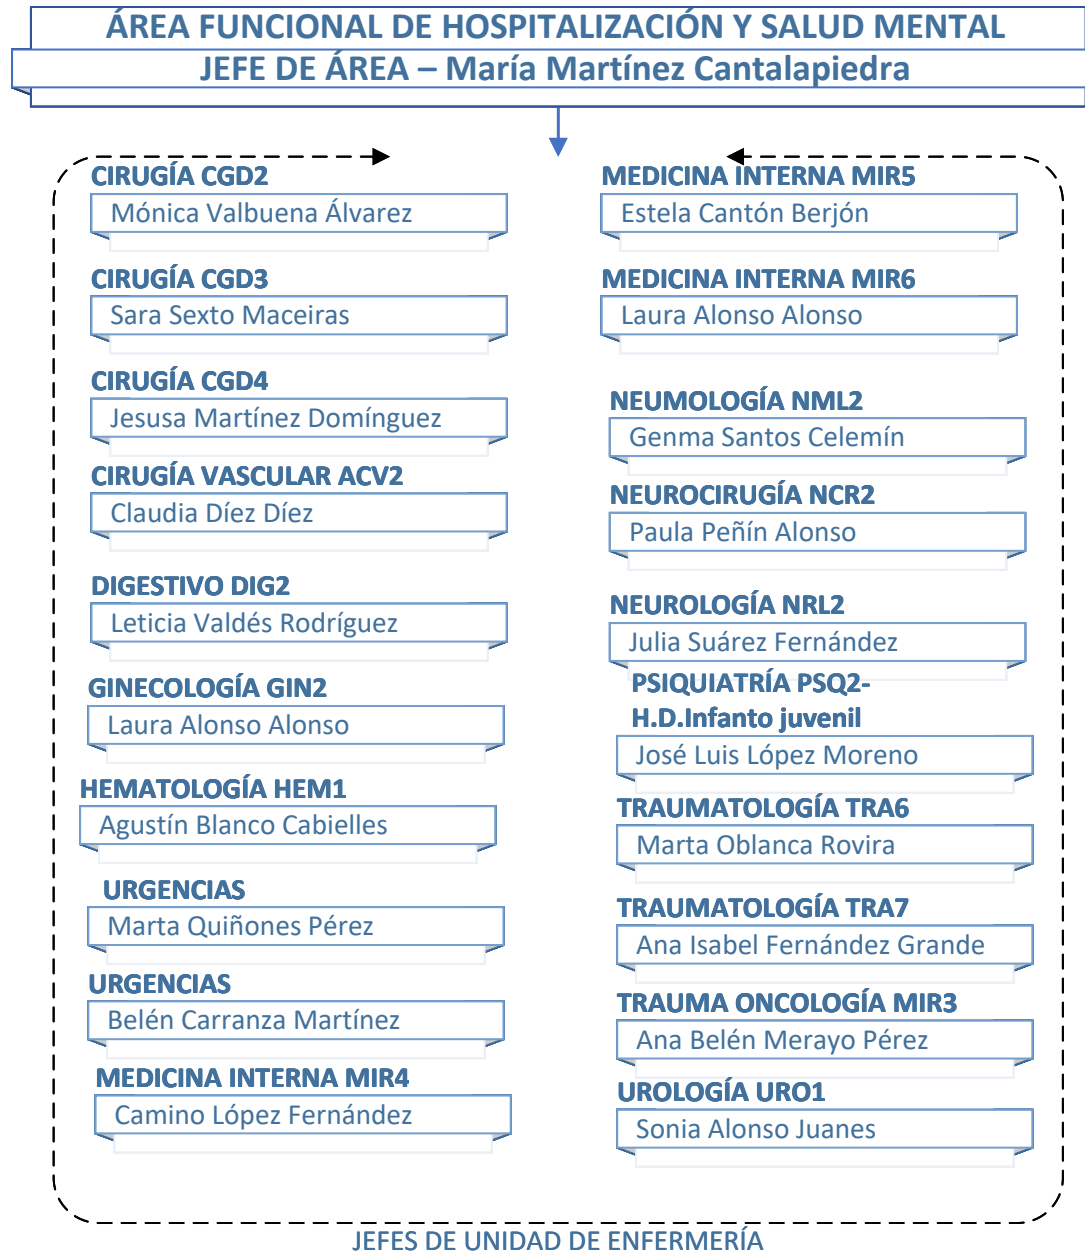 ÁREA FUNCIONAL DE HOSPITALIZACIÓN Y SALUD MENTAL
JEFE DE ÁREA – María Martínez Cantalapiedra
CIRUGÍA CGD2
Mónica Valbuena Álvarez
CIRUGÍA CGD3
Sara Sexto Maceiras
CIRUGÍA CGD4
Jesusa Martínez Domínguez
CIRUGÍA VASCULAR ACV2
Claudia Díez Díez
DIGESTIVO DIG2
Leticia Valdés Rodríguez
GINECOLOGÍA GIN2
Laura Alonso Alonso
HEMATOLOGÍA HEM1
Agustín Blanco Cabielles
URGENCIAS
Marta Quiñones Pérez
URGENCIAS
Belén Carranza Martínez
MEDICINA INTERNA MIR4
Camino López Fernández
MEDICINA INTERNA MIR5
Estela Cantón Berjón
MEDICINA INTERNA MIR6
Laura Alonso Alonso
NEUMOLOGÍA NML2
Genma Santos Celemín
NEUROCIRUGÍA NCR2
Paula Peñín Alonso
NEUROLOGÍA NRL2
Julia Suárez Fernández
PSIQUIATRÍA PSQ2-
H.D.Infanto juvenil
José Luis López Moreno
TRAUMATOLOGÍA TRA6
Marta Oblanca Rovira
TRAUMATOLOGÍA TRA7
Ana Isabel Fernández Grande
TRAUMA ONCOLOGÍA MIR3
Ana Belén Merayo Pérez
UROLOGÍA URO1
Sonia Alonso Juanes
JEFES DE UNIDAD DE ENFERMERÍA